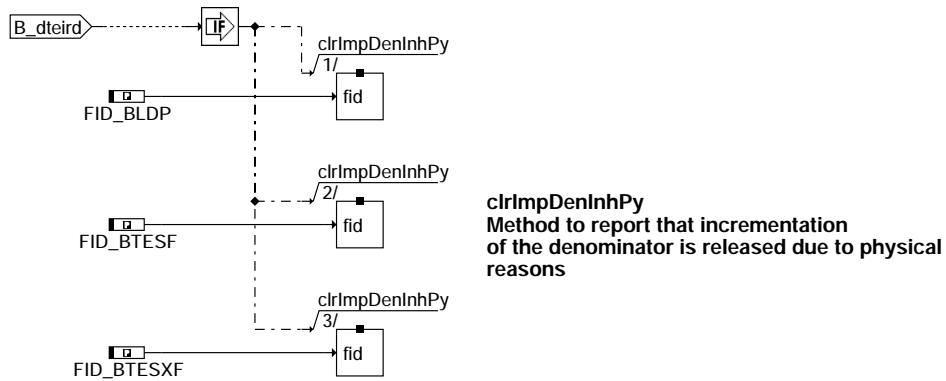 B_dteird
IF
clrImpDenInhPy
1/
fid
FID_BLDP
clrImpDenInhPy
2/
fid
FID_BTESF
clrImpDenInhPy
Method to report that incrementation
of the denominator is released due to physical
reasons
clrImpDenInhPy
3/
fid
FID_BTESXF